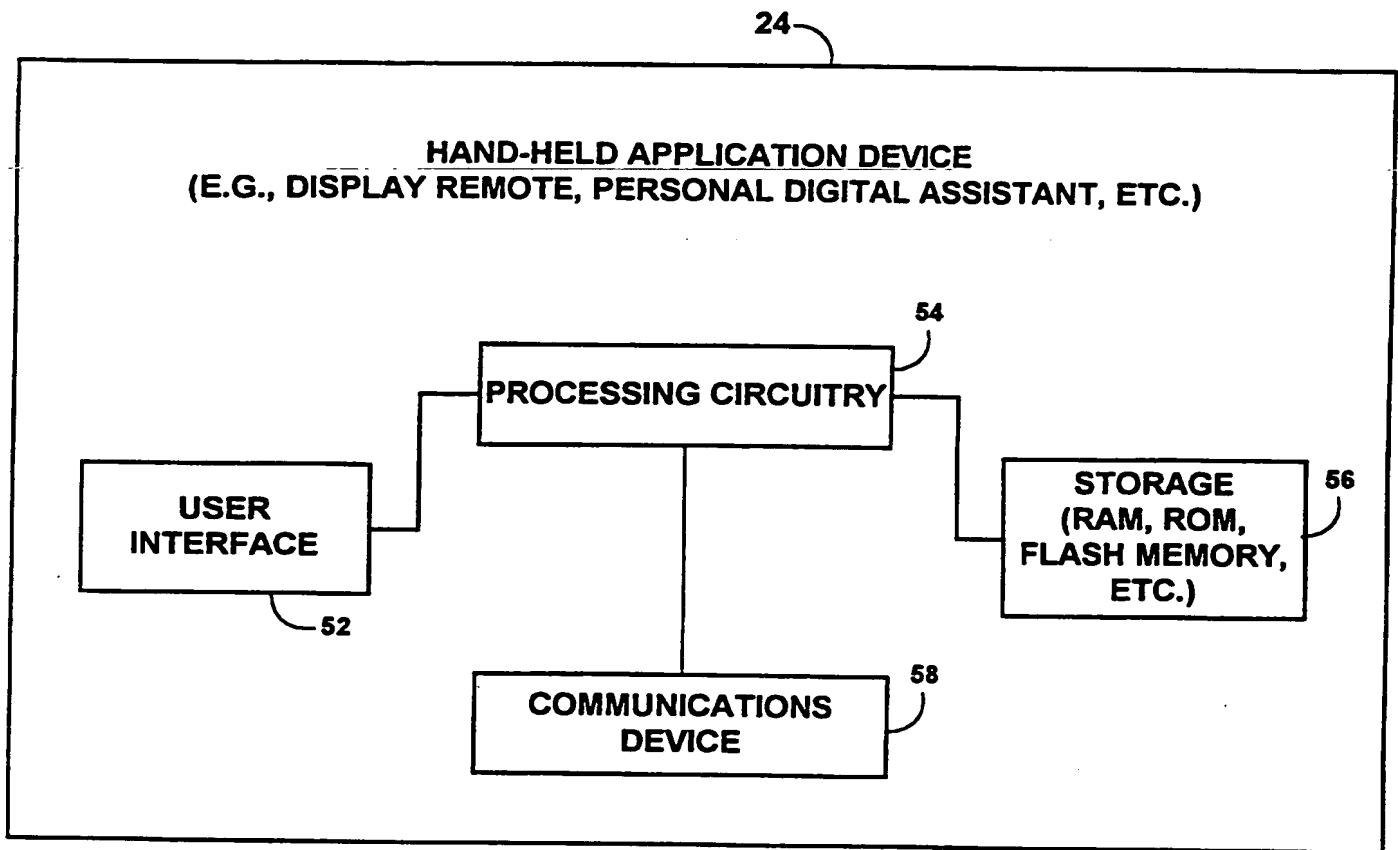 24
HAND-HELD APPLICATION DEVICE
(E.G., DISPLAY REMOTE, PERSONAL DIGITAL ASSISTANT, ETC.)
54
PROCESSING CIRCUITRY
USER
INTERFACE
52
STORAGE
(RAM, ROM,
FLASH MEMORY,
ETC.)
56
58
COMMUNICATIONS
DEVICE